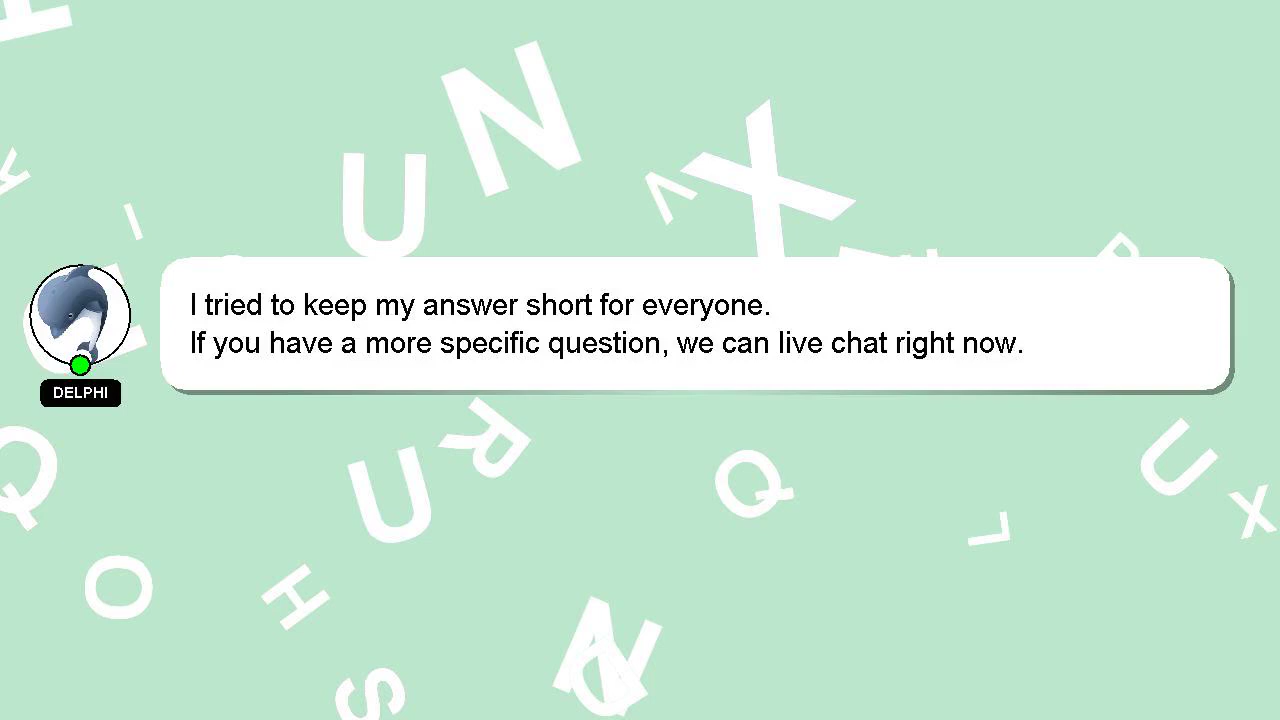 I tried to keep my answer short for everyone.
If you have a more specific question, we can live chat right now.
DELPHI